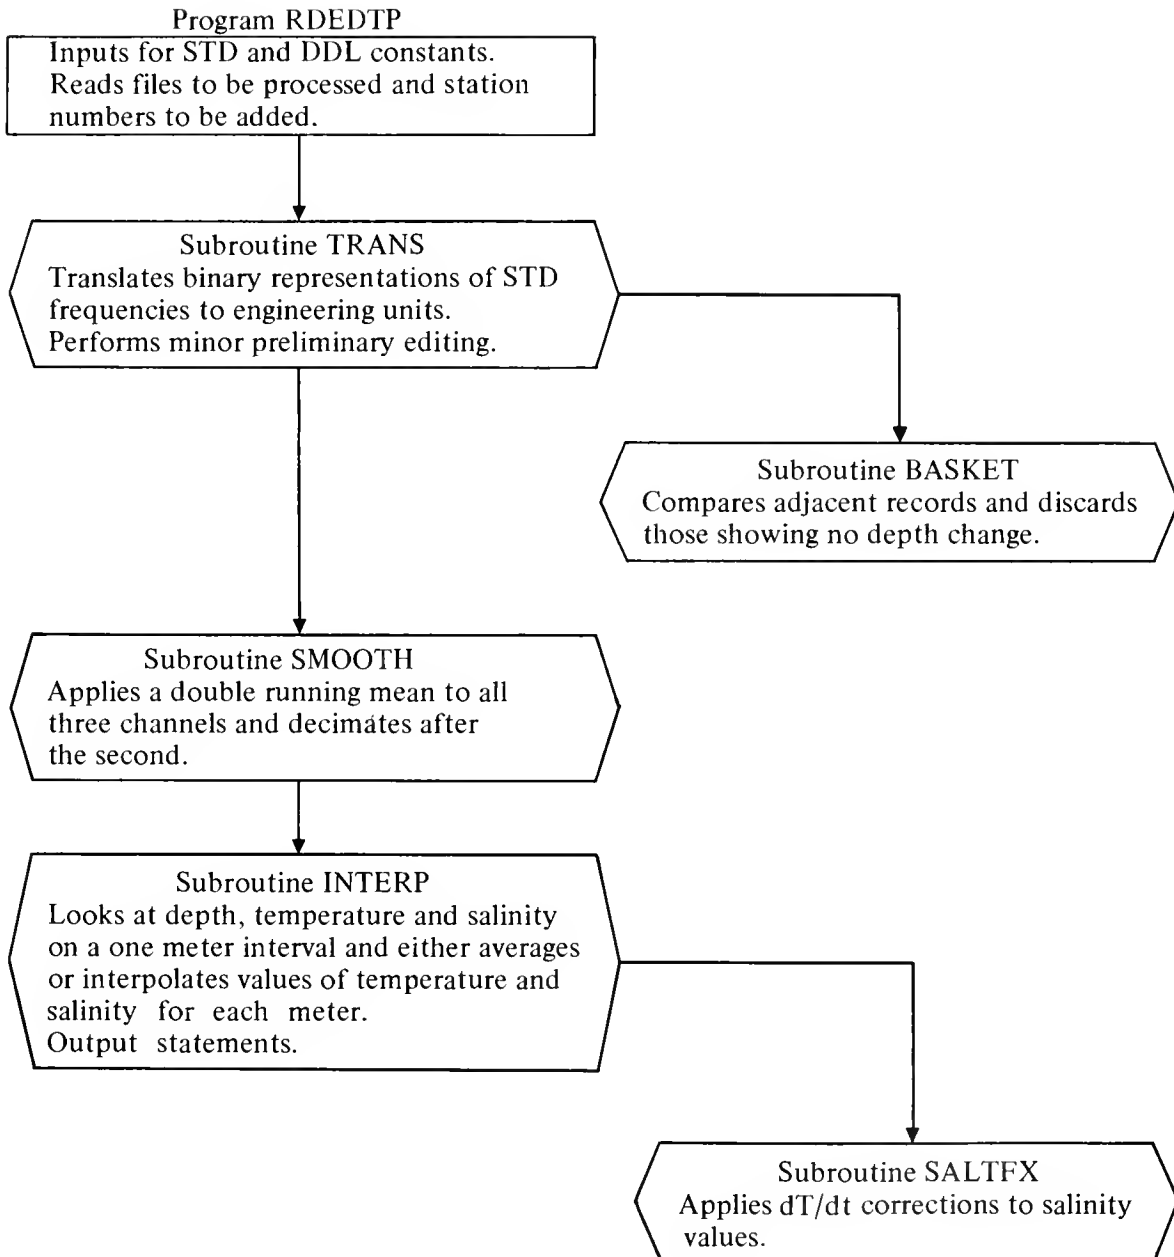 Program RDEDTP
Inputs for STD and DDL constants.
Reads files to be processed and station
numbers to be added.
Subroutine TRANS
Translates binary representations of STD
frequencies to engineering units.
Performs minor preliminary editing.
Subroutine BASKET
Compares adjacent records and discards
those showing no depth change.
Subroutine SMOOTH
Applies a double running mean to all
three channels and decimates after
the second.
Subroutine INTERP
Looks at depth, temperature and salinity
on a one meter interval and either averages
or interpolates values of temperature and
salinity for each meter.
Output statements.
Subroutine SALTFX
Applies dT/dt corrections to salinity
values.